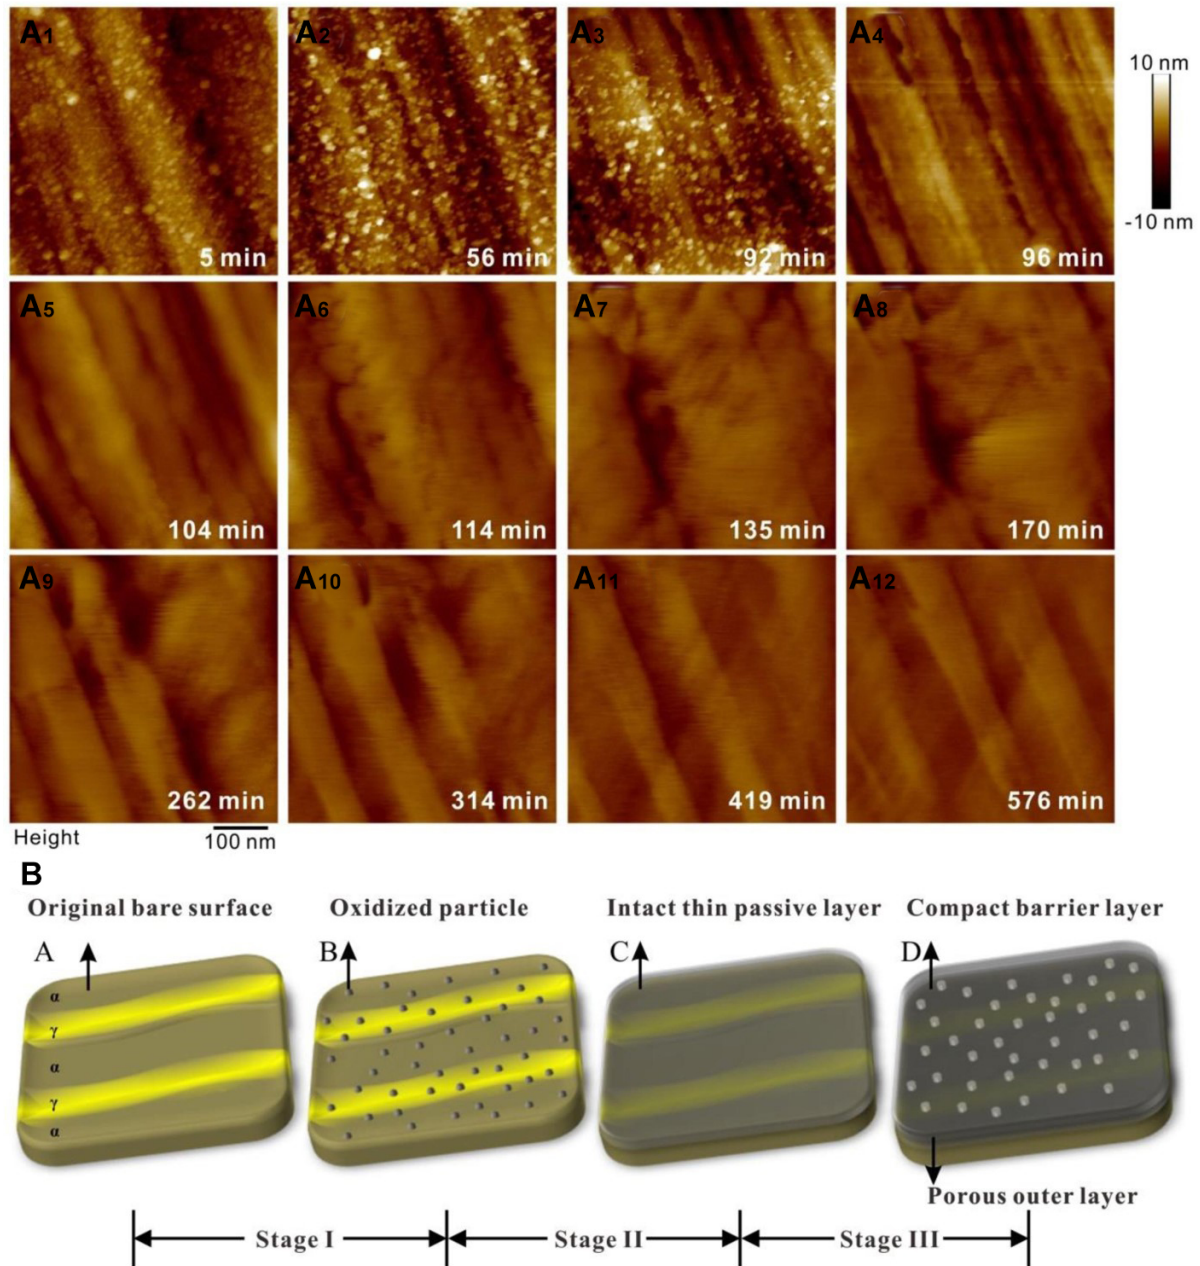 A1 A2 A3 A4
10 nm
-10 nm
5 min 56 min 92 min 96 min
A5 A6 A7 A8
104 min 114 min 135 min 170 min
A9 A10 A11 A12
262 min 314 min 419 min 576 min
Height 100 nm
B
Original bare surface Oxidized particle Intact thin passive layer Compact barrier layer
A B C D
α
γ
α
γ
α
Porous outer layer
Stage I Stage II Stage III